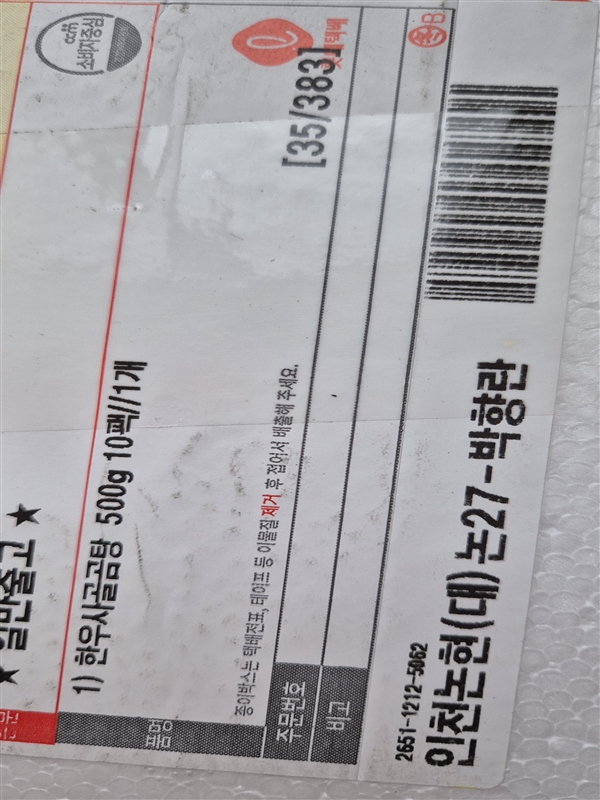 ccm
소비자중심
★ 일반출고 ★
1) 한우사골곰탕 500g 10팩//1개
품명
[35/383]
종이박스는 택배전표, 테이프 등 이물질 제거 후 접어서 배출해 주세요.
주문번호
비고
2651-1212-5062
인천논현(대) 논27-박향란